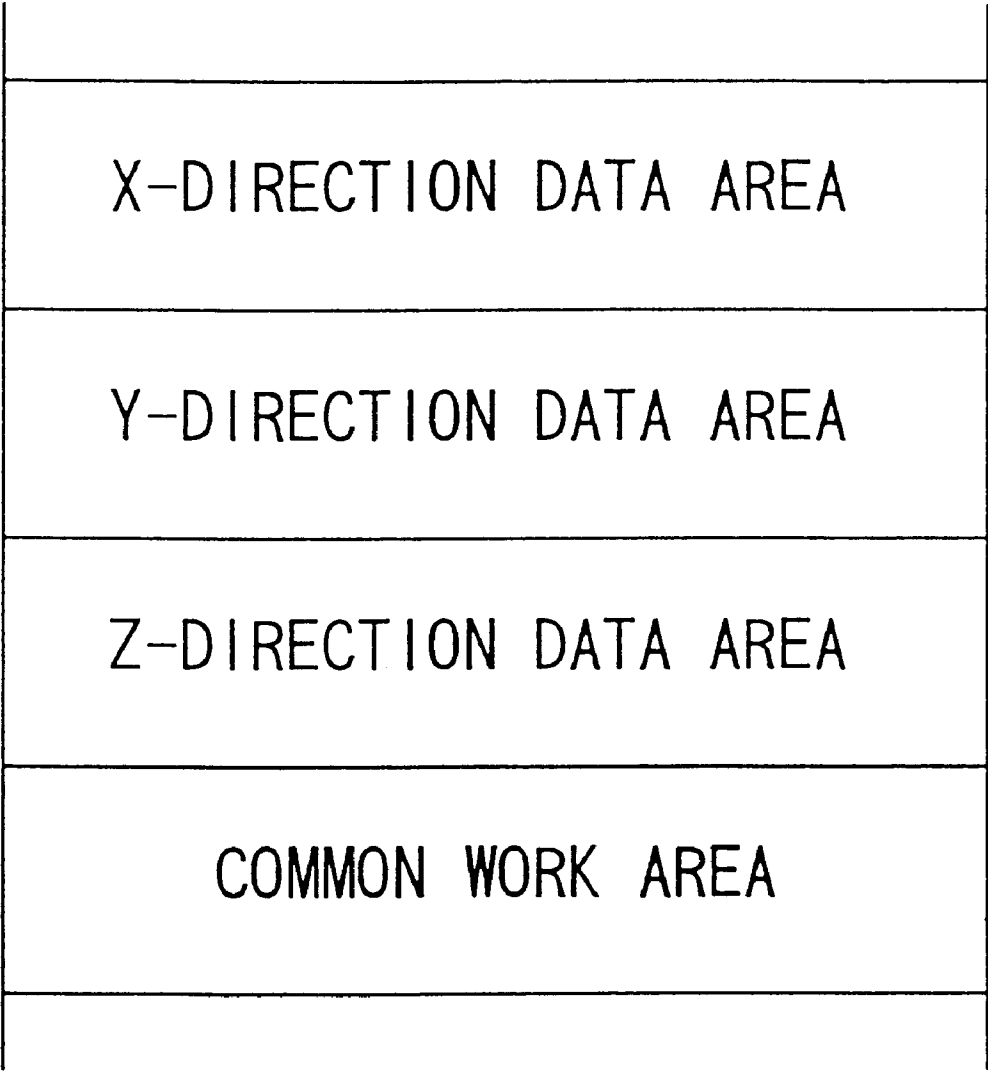 X-DIRECTION DATA AREA
Y-DIRECTION DATA AREA
Z-DIRECTION DATA AREA
COMMON WORK AREA